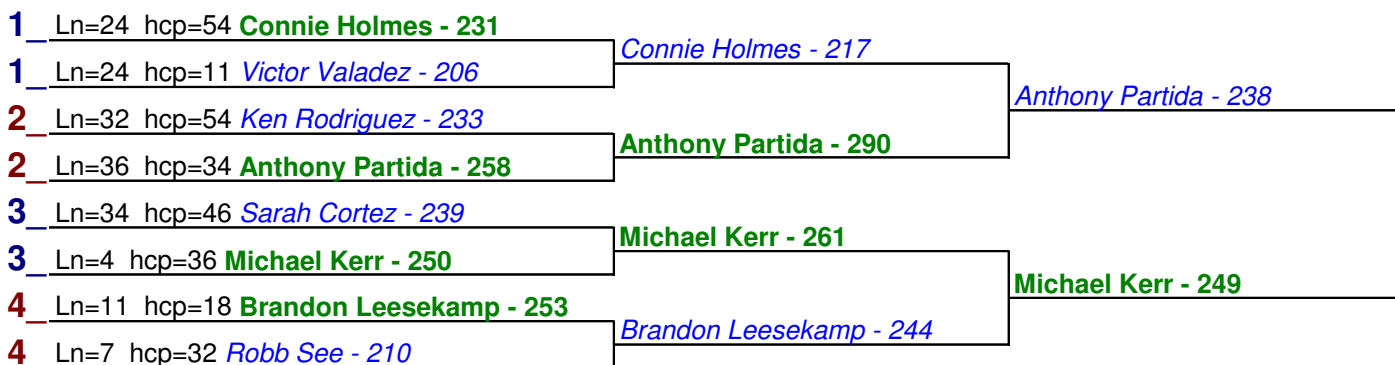 1_ Ln=24 hcp=54 Connie Holmes - 231
Connie Holmes - 217
1_ Ln=24 hcp=11 Victor Valadez - 206
Anthony Partida - 238
2_ Ln=32 hcp=54 Ken Rodriguez - 233
Anthony Partida - 290
2_ Ln=36 hcp=34 Anthony Partida - 258
3_ Ln=34 hcp=46 Sarah Cortez - 239
Michael Kerr - 261
3_ Ln=4 hcp=36 Michael Kerr - 250
Michael Kerr - 249
4_ Ln=11 hcp=18 Brandon Leesekamp - 253
Brandon Leesekamp - 244
4 Ln=7 hcp=32 Robb See - 210